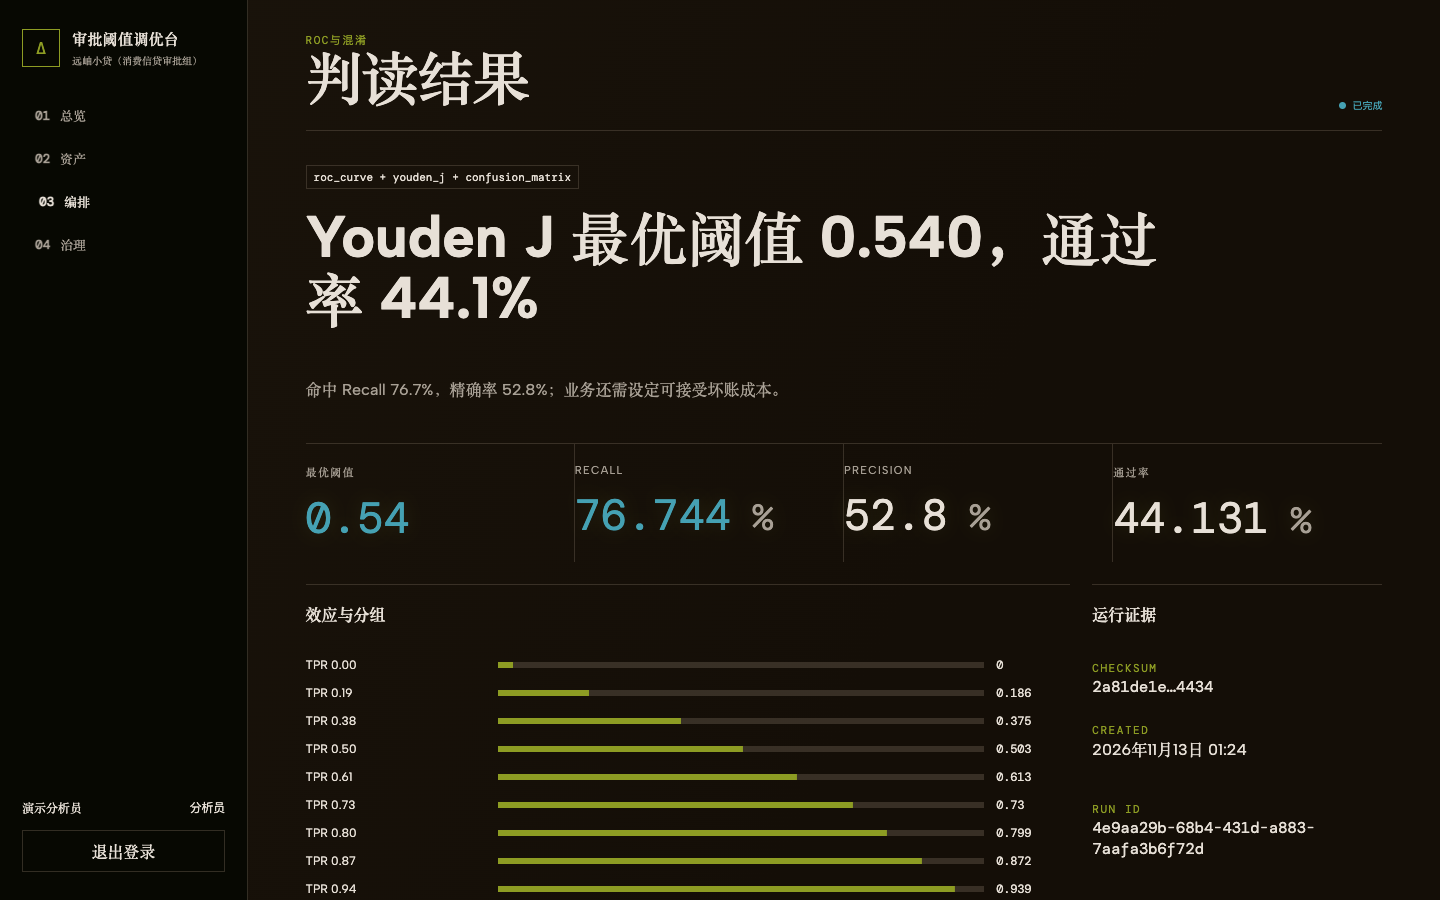 Δ
审批阈值调优台
远岫小贷（消费信贷审批组）
01 总览
02 资产
03 编排
04 治理
演示分析员 分析员
退出登录
ROC与混淆
判读结果
已完成
roc_curve + youden_j + confusion_matrix
Youden J 最优阈值 0.540，通过
率 44.1%
命中 Recall 76.7%，精确率 52.8%；业务还需设定可接受坏账成本。
最优阈值
0.54
RECALL
76.744 %
PRECISION
52.8 %
通过率
44.131 %
效应与分组
TPR 0.00 0
TPR 0.19 0.186
TPR 0.38 0.375
TPR 0.50 0.503
TPR 0.61 0.613
TPR 0.73 0.73
TPR 0.80 0.799
TPR 0.87 0.872
TPR 0.94 0.939
运行证据
CHECKSUM
2a81de1e…4434
CREATED
2026年11月13日 01:24
RUN ID
4e9aa29b-68b4-431d-a883-
7aafa3b6f72d